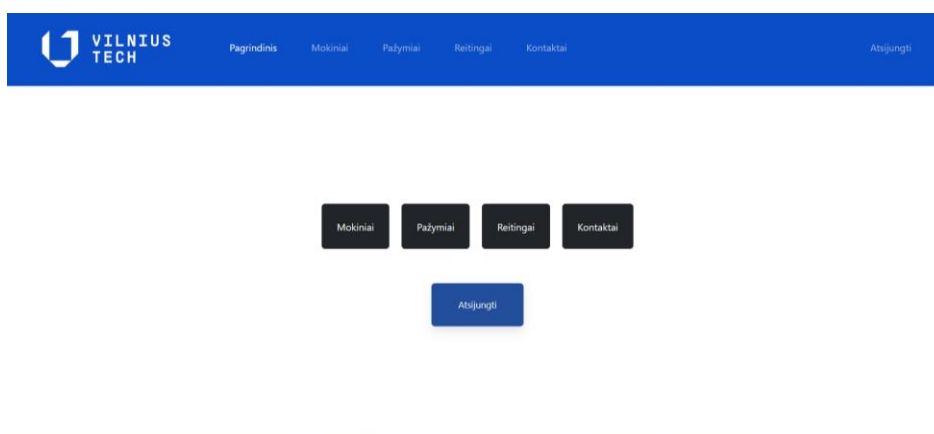 VILNIUS
TECH
Pagrindinis Mokiniai Pažymiai Reitingai Kontaktai Atsijungti
Mokiniai Pažymiai Reitingai Kontaktai
Atsijungti